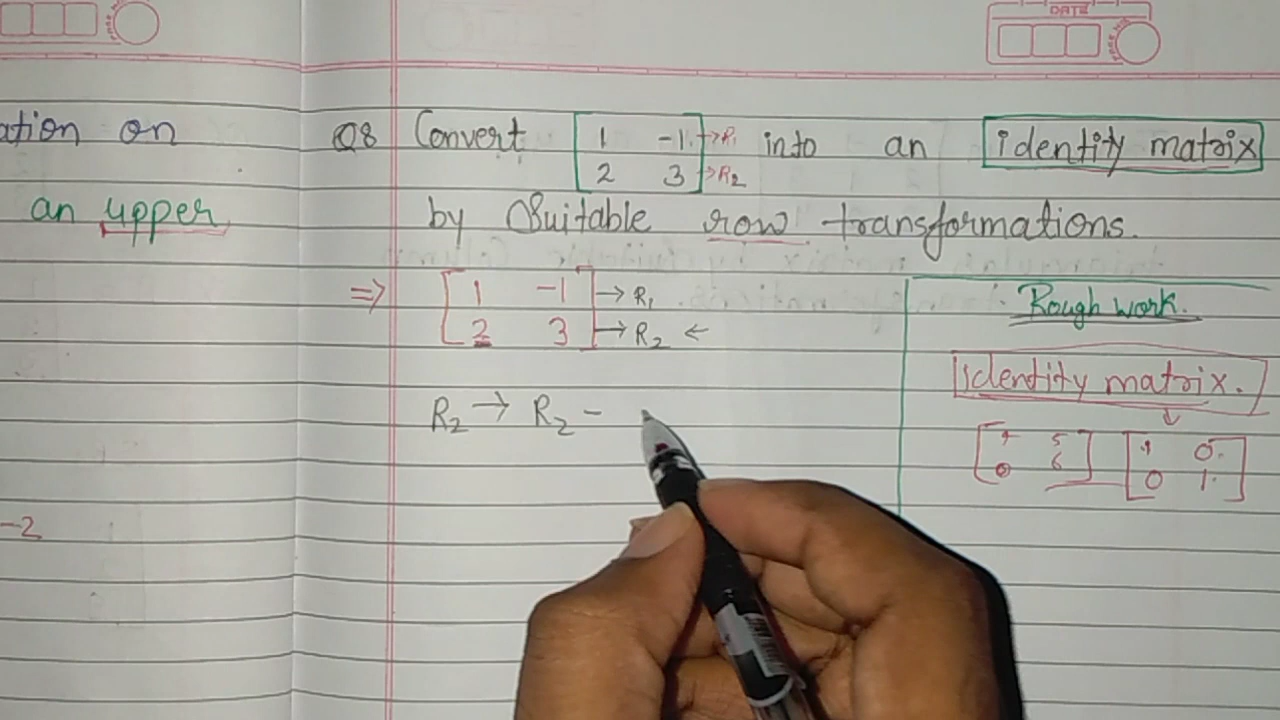 ation on
an upper
-2
DATE
Q8 Convert [1 -1 → R1 into an identity matrix
2 3] → R2
by Suitable row transformations.
⇒ [1 -1] → R1
[2 3] → R2 ←
R2 → R2 -
Rough work.
identity matrix.
↓
[1 5] [1 0.
[0 6] 0 1.]